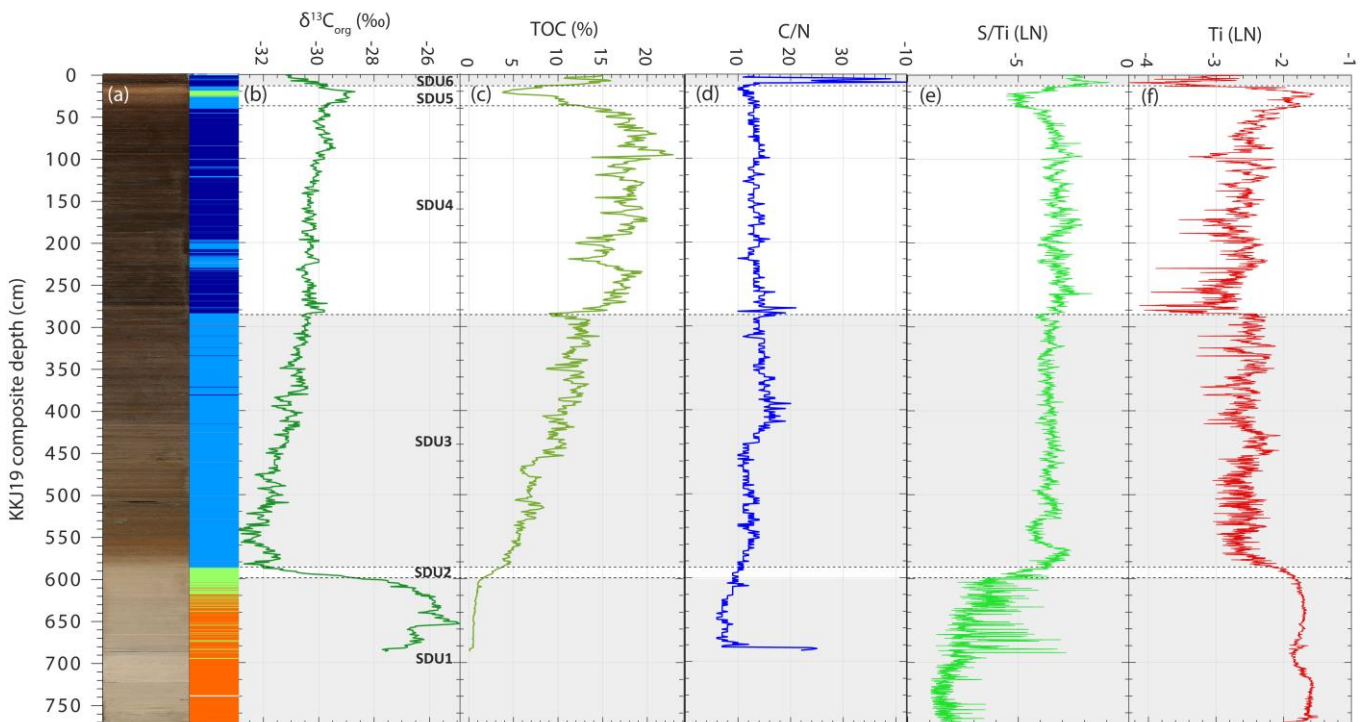 δ¹³Corg (‰)
TOC (%)
C/N
S/Ti (LN)
Ti (LN)
-32 -30 -28 -26
0 5 10 15 20
10 20 30 -10
-5 0
-4 -3 -2 -1
KKJ19 composite depth (cm)
0
50
100
150
200
250
300
350
400
450
500
550
600
650
700
750
(a) (b) (c) (d) (e) (f)
SDU6
SDU5
SDU4
SDU3
SDU2
SDU1